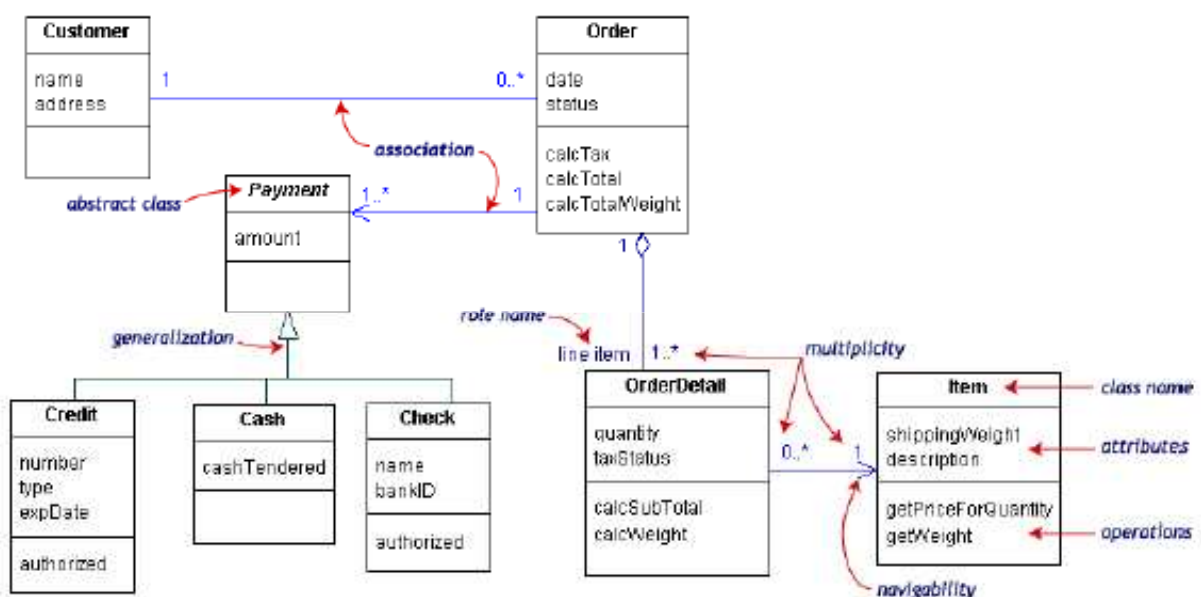 Customer
name
address
1
0..*
Order
date
status
calcTax
calcTotal
calcTotalWeight
association
abstract class
Payment
amount
1..*
1
1
generalization
role name
line item
1..*
multiplicity
Credit
number
type
expDate
authorized
Cash
cashTendered
Check
name
bankID
authorized
OrderDetail
quantity
taxStatus
calcSubTotal
calcWeight
0..*
1
Item
shippingWeight
description
getPriceForQuantity
getWeight
class name
attributes
operations
navigability